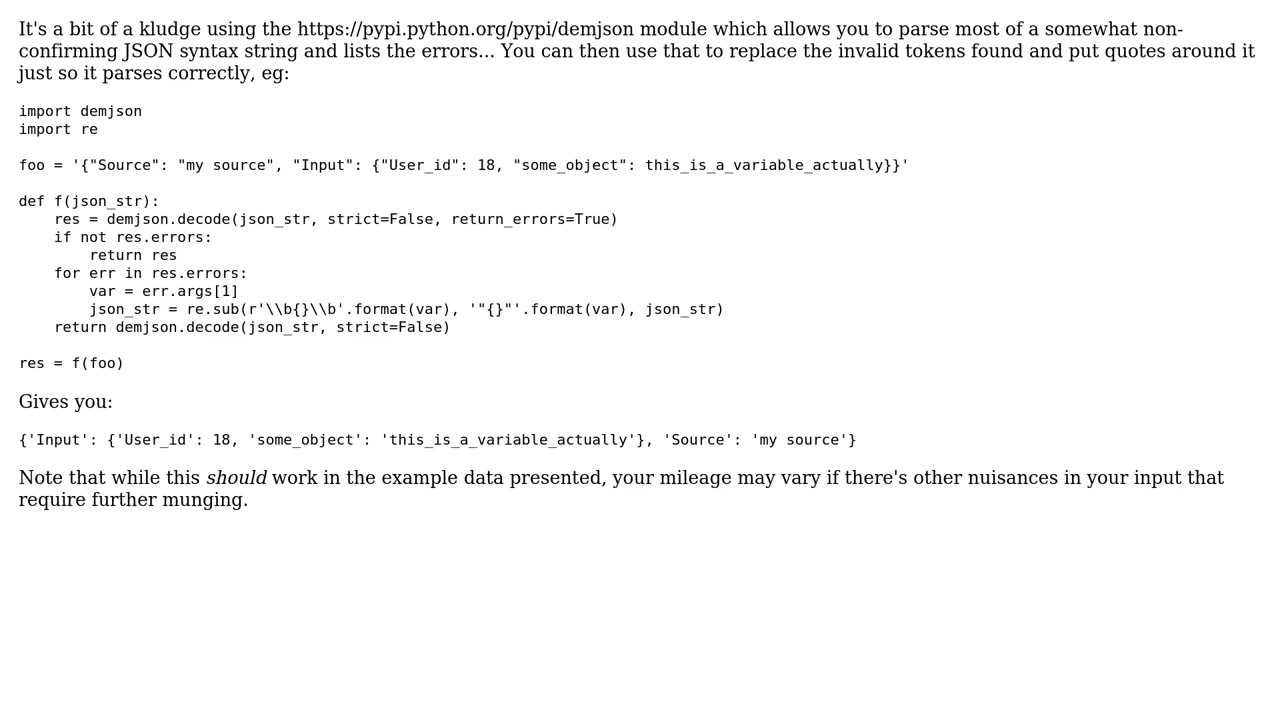 It's a bit of a kludge using the https://pypi.python.org/pypi/demjson module which allows you to parse most of a somewhat non-
confirming JSON syntax string and lists the errors... You can then use that to replace the invalid tokens found and put quotes around it
just so it parses correctly, eg:
import demjson
import re
foo = '{"Source": "my source", "Input": {"User_id": 18, "some_object": this_is_a_variable_actually}}'
def f(json_str):
    res = demjson.decode(json_str, strict=False, return_errors=True)
    if not res.errors:
        return res
    for err in res.errors:
        var = err.args[1]
        json_str = re.sub(r'\\b{}\\b'.format(var), '"{}"'.format(var), json_str)
    return demjson.decode(json_str, strict=False)
res = f(foo)
Gives you:
{'Input': {'User_id': 18, 'some_object': 'this_is_a_variable_actually'}, 'Source': 'my source'}
Note that while this should work in the example data presented, your mileage may vary if there's other nuisances in your input that
require further munging.